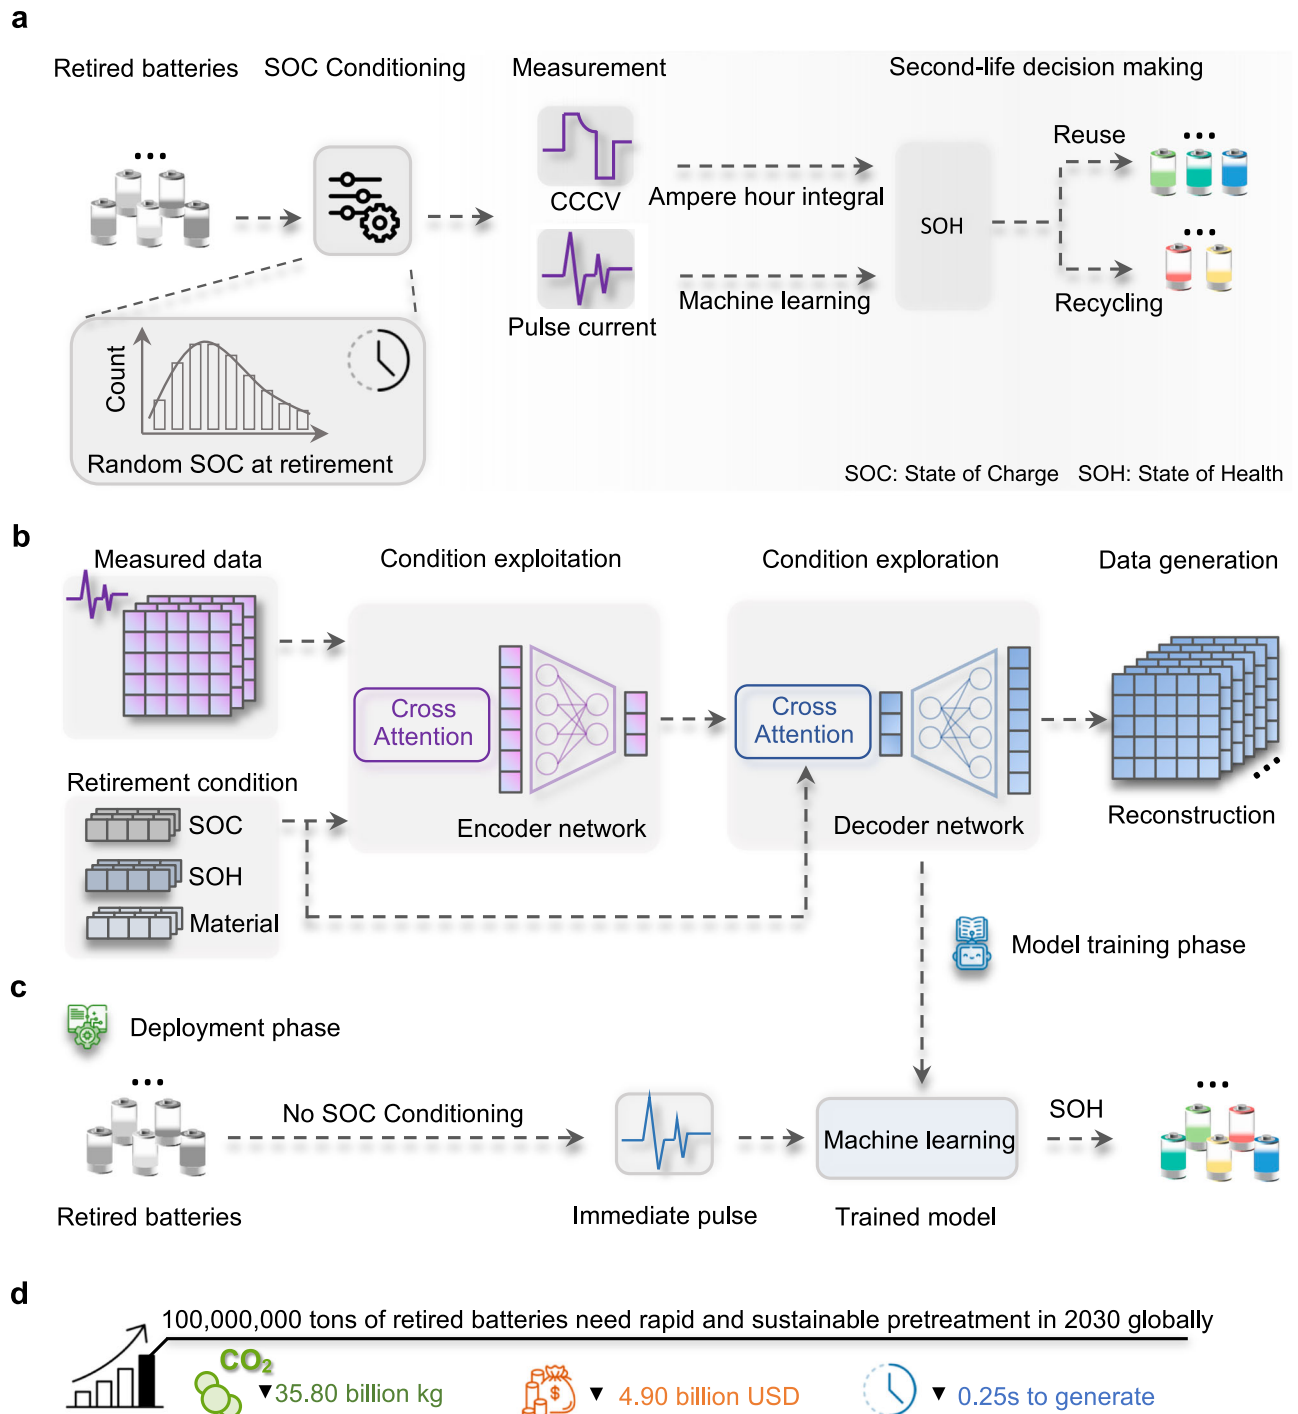 a
Retired batteries
SOC Conditioning
Measurement
Second-life decision making
CCCV
Ampere hour integral
Pulse current
Machine learning
SOH
Reuse
Recycling
Count
Random SOC at retirement
SOC: State of Charge SOH: State of Health
b
Measured data
Condition exploitation
Condition exploration
Data generation
Cross
Attention
Cross
Attention
Retirement condition
SOC
SOH
Material
Encoder network
Decoder network
Reconstruction
Model training phase
c
Deployment phase
No SOC Conditioning
Machine learning
SOH
Retired batteries
Immediate pulse
Trained model
d
100,000,000 tons of retired batteries need rapid and sustainable pretreatment in 2030 globally
CO2
▼35.80 billion kg
$
▼ 4.90 billion USD
▼ 0.25s to generate